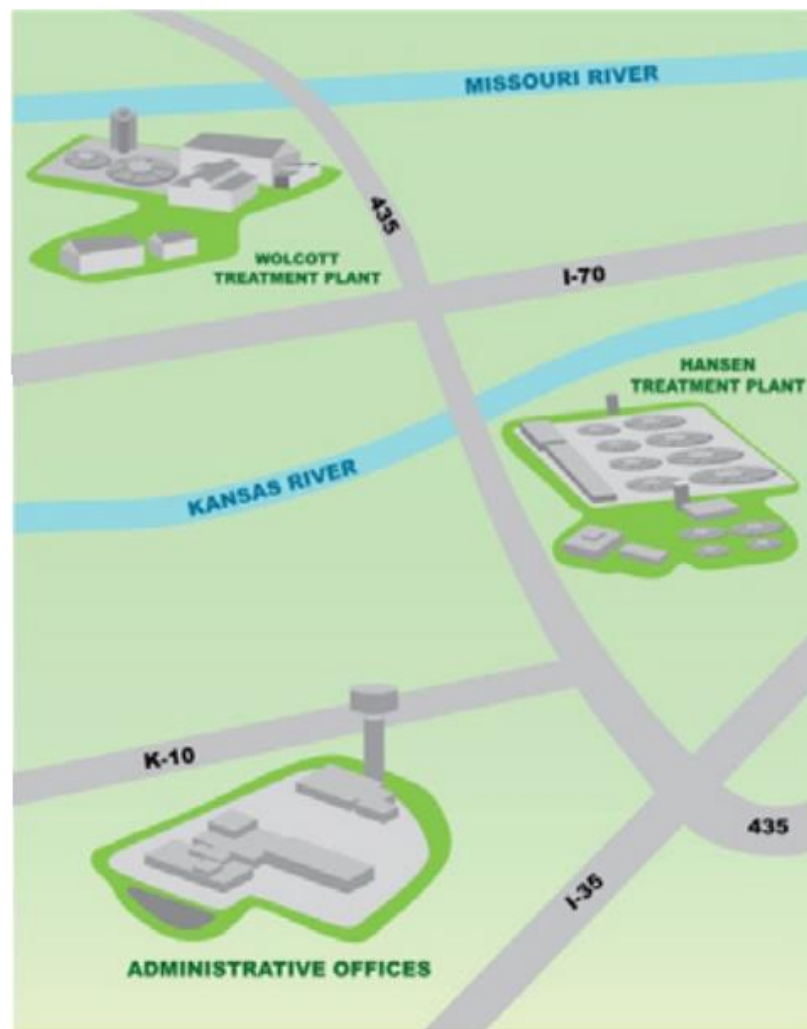 MISSOURI RIVER
435
WOLCOTT
TREATMENT PLANT
I-70
HANSEN
TREATMENT PLANT
KANSAS RIVER
K-10
435
I-35
ADMINISTRATIVE OFFICES